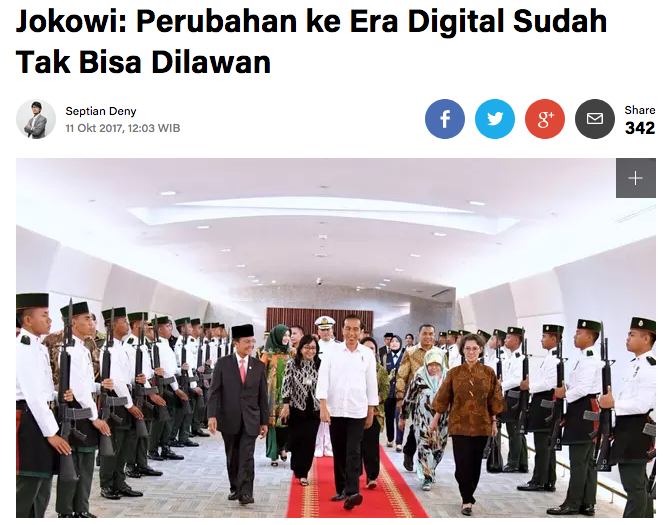 Jokowi: Perubahan ke Era Digital Sudah
Tak Bisa Dilawan
Septian Deny
11 Okt 2017, 12:03 WIB
Share
342